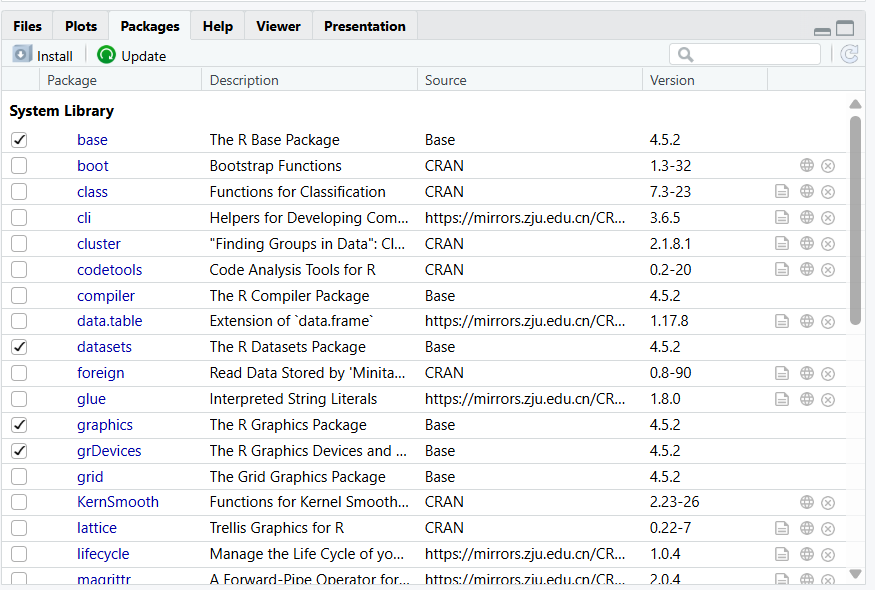 Files Plots Packages Help Viewer Presentation
Install Update
Package Description Source Version
System Library
base The R Base Package Base 4.5.2
boot Bootstrap Functions CRAN 1.3-32
class Functions for Classification CRAN 7.3-23
cli Helpers for Developing Com... https://mirrors.zju.edu.cn/CR... 3.6.5
cluster "Finding Groups in Data": Cl... CRAN 2.1.8.1
codetools Code Analysis Tools for R CRAN 0.2-20
compiler The R Compiler Package Base 4.5.2
data.table Extension of `data.frame` https://mirrors.zju.edu.cn/CR... 1.17.8
datasets The R Datasets Package Base 4.5.2
foreign Read Data Stored by 'Minita... CRAN 0.8-90
glue Interpreted String Literals https://mirrors.zju.edu.cn/CR... 1.8.0
graphics The R Graphics Package Base 4.5.2
grDevices The R Graphics Devices and ... Base 4.5.2
grid The Grid Graphics Package Base 4.5.2
KernSmooth Functions for Kernel Smooth... CRAN 2.23-26
lattice Trellis Graphics for R CRAN 0.22-7
lifecycle Manage the Life Cycle of yo... https://mirrors.zju.edu.cn/CR... 1.0.4
magrittr A Forward-Pipe Operator for... https://mirrors.zju.edu.cn/CR... 2.0.4